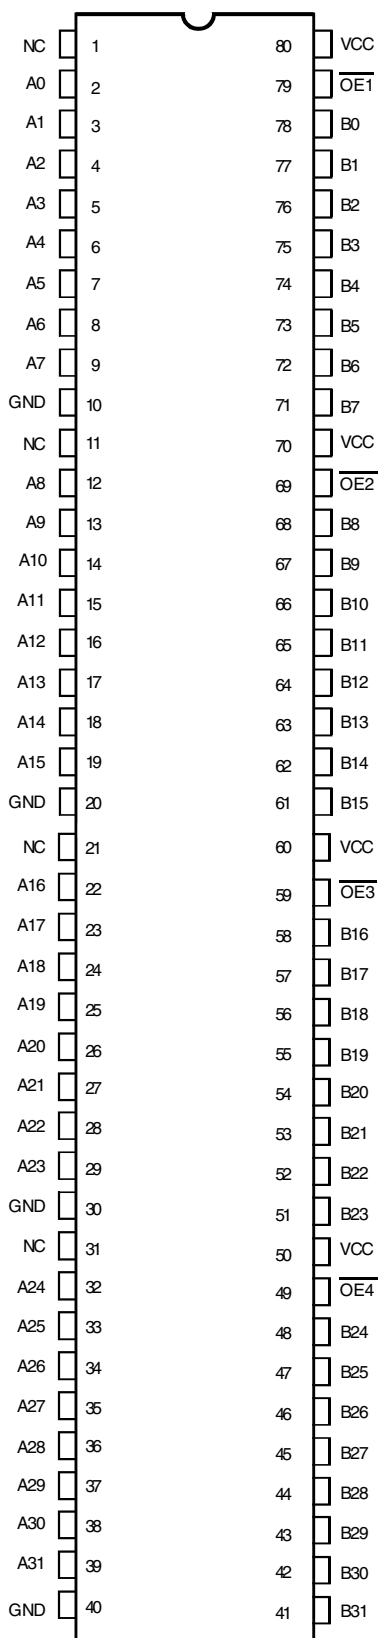 NC 1 80 VCC
A0 2 79 OE1
A1 3 78 B0
A2 4 77 B1
A3 5 76 B2
A4 6 75 B3
A5 7 74 B4
A6 8 73 B5
A7 9 72 B6
GND 10 71 B7
NC 11 70 VCC
A8 12 69 OE2
A9 13 68 B8
A10 14 67 B9
A11 15 66 B10
A12 16 65 B11
A13 17 64 B12
A14 18 63 B13
A15 19 62 B14
GND 20 61 B15
NC 21 60 VCC
A16 22 59 OE3
A17 23 58 B16
A18 24 57 B17
A19 25 56 B18
A20 26 55 B19
A21 27 54 B20
A22 28 53 B21
A23 29 52 B22
GND 30 51 B23
NC 31 50 VCC
A24 32 49 OE4
A25 33 48 B24
A26 34 47 B25
A27 35 46 B26
A28 36 45 B27
A29 37 44 B28
A30 38 43 B29
A31 39 42 B30
GND 40 41 B31